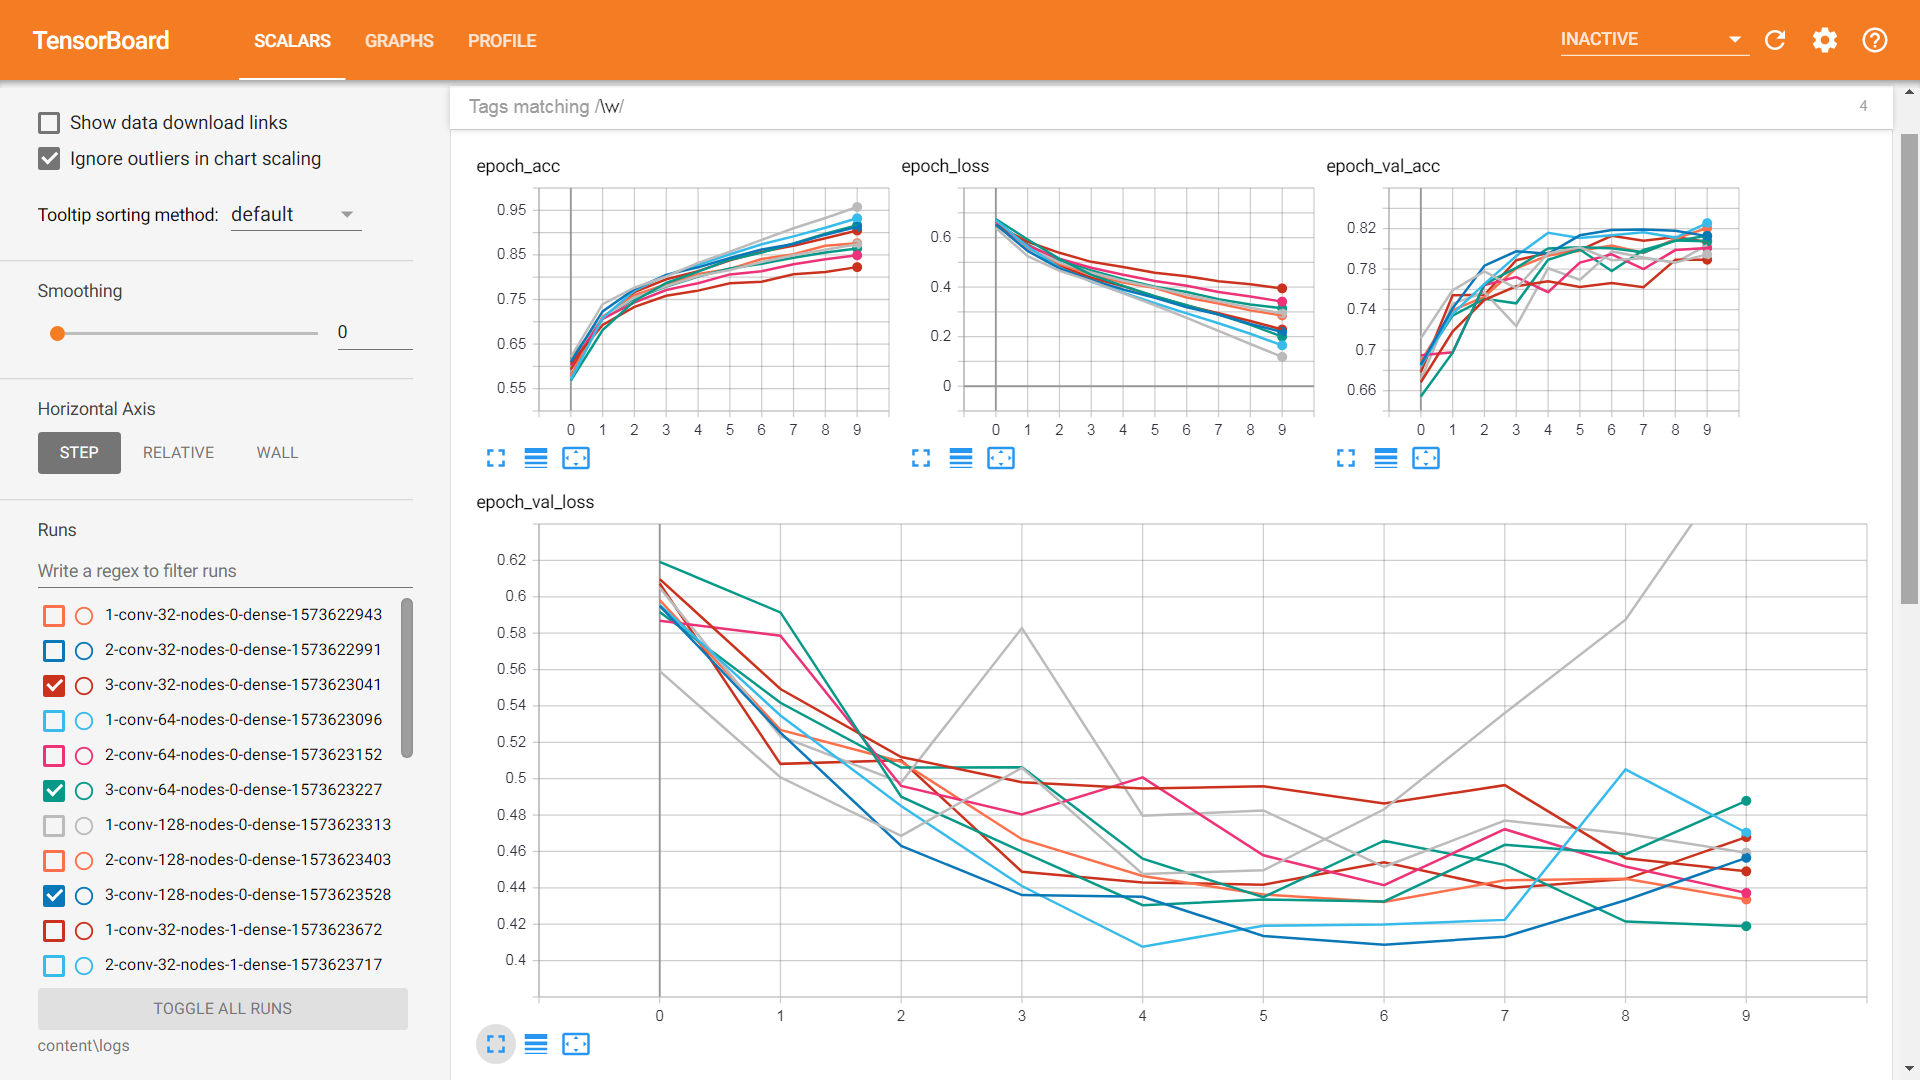 TensorBoard
SCALARS GRAPHS PROFILE
INACTIVE
Show data download links
Ignore outliers in chart scaling
Tooltip sorting method: default
Smoothing
0
Horizontal Axis
STEP RELATIVE WALL
Runs
Write a regex to filter runs
1-conv-32-nodes-0-dense-1573622943
2-conv-32-nodes-0-dense-1573622991
3-conv-32-nodes-0-dense-1573623041
1-conv-64-nodes-0-dense-1573623096
2-conv-64-nodes-0-dense-1573623152
3-conv-64-nodes-0-dense-1573623227
1-conv-128-nodes-0-dense-1573623313
2-conv-128-nodes-0-dense-1573623403
3-conv-128-nodes-0-dense-1573623528
1-conv-32-nodes-1-dense-1573623672
2-conv-32-nodes-1-dense-1573623717
TOGGLE ALL RUNS
content\logs
Tags matching /\w/
4
epoch_acc
0.95
0.85
0.75
0.65
0.55
0 1 2 3 4 5 6 7 8 9
epoch_loss
0.6
0.4
0.2
0
0 1 2 3 4 5 6 7 8 9
epoch_val_acc
0.82
0.78
0.74
0.7
0.66
0 1 2 3 4 5 6 7 8 9
epoch_val_loss
0.62
0.6
0.58
0.56
0.54
0.52
0.5
0.48
0.46
0.44
0.42
0.4
0 1 2 3 4 5 6 7 8 9